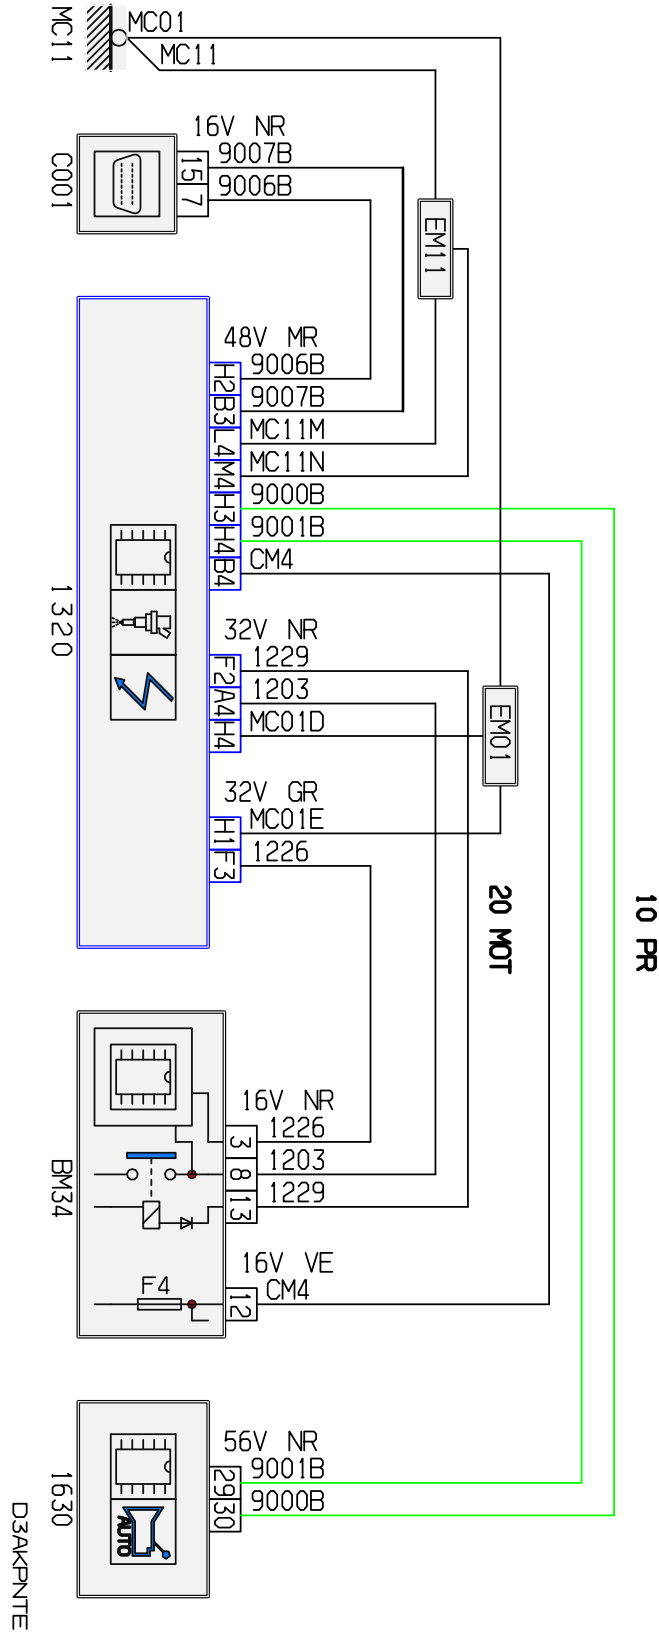 MC11
MC01
MC11
C001
16V NR
9007B
15
9006B
7
EM11
1320
48V MR
9006B
H2
9007B
B3
MC11M
L4
MC11N
M4
9000B
H3
9001B
H4
CM4
B4
32V NR
1229
F2
1203
A4
MC01D
H4
EM01
32V GR
MC01E
H1
1226
F3
20 MOT
10 PR
BM34
16V NR
1226
3
1203
8
1229
13
16V VE
F4
CM4
12
1630
56V NR
9001B
29
9000B
30
AUTO
D3AKPNTE